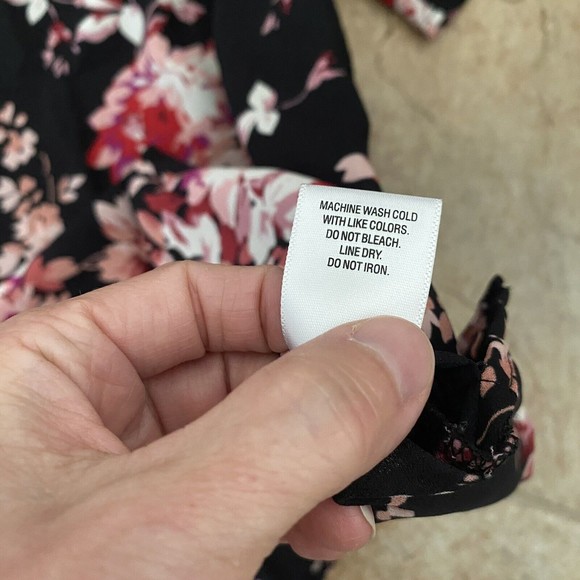 MACHINE WASH COLD
WITH LIKE COLORS.
DO NOT BLEACH.
LINE DRY.
DO NOT IRON.